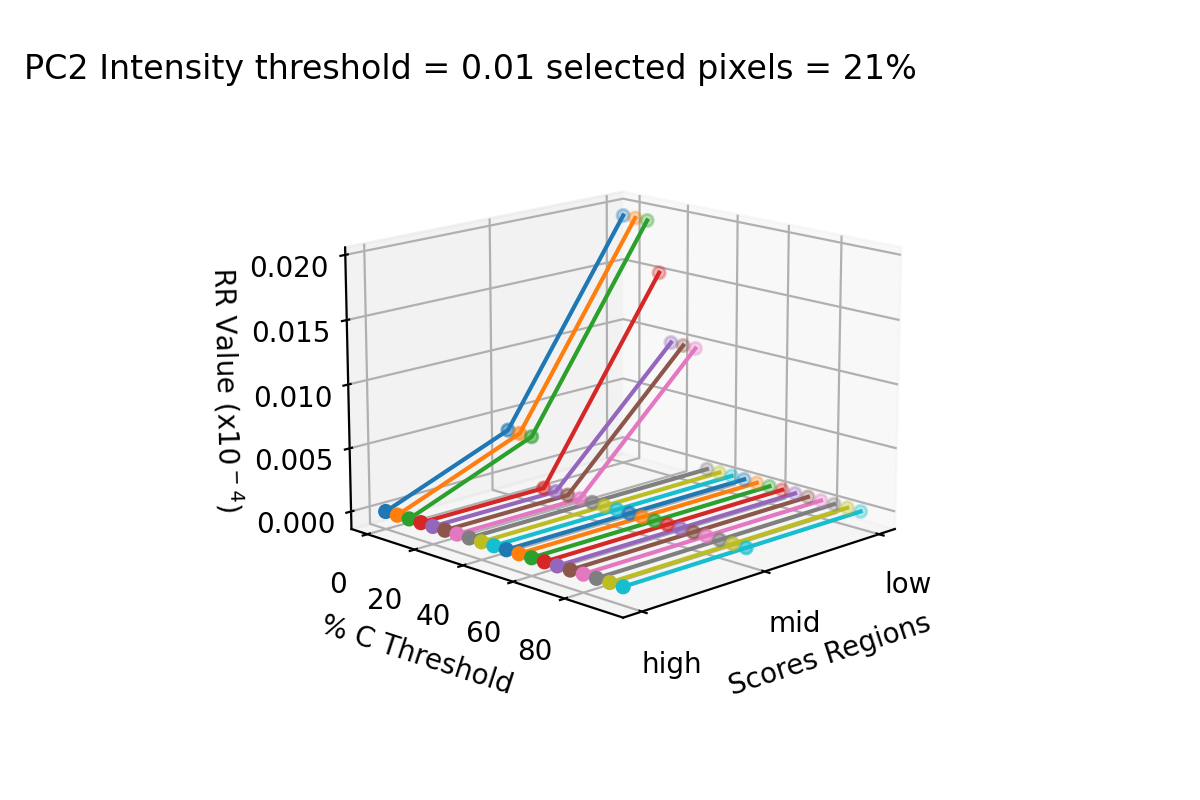 PC2 Intensity threshold = 0.01 selected pixels = 21%
RR Value (x10⁻⁴)
0.020
0.015
0.010
0.005
0.000
0
20
40
60
80
% C Threshold
high
mid
low
Scores Regions